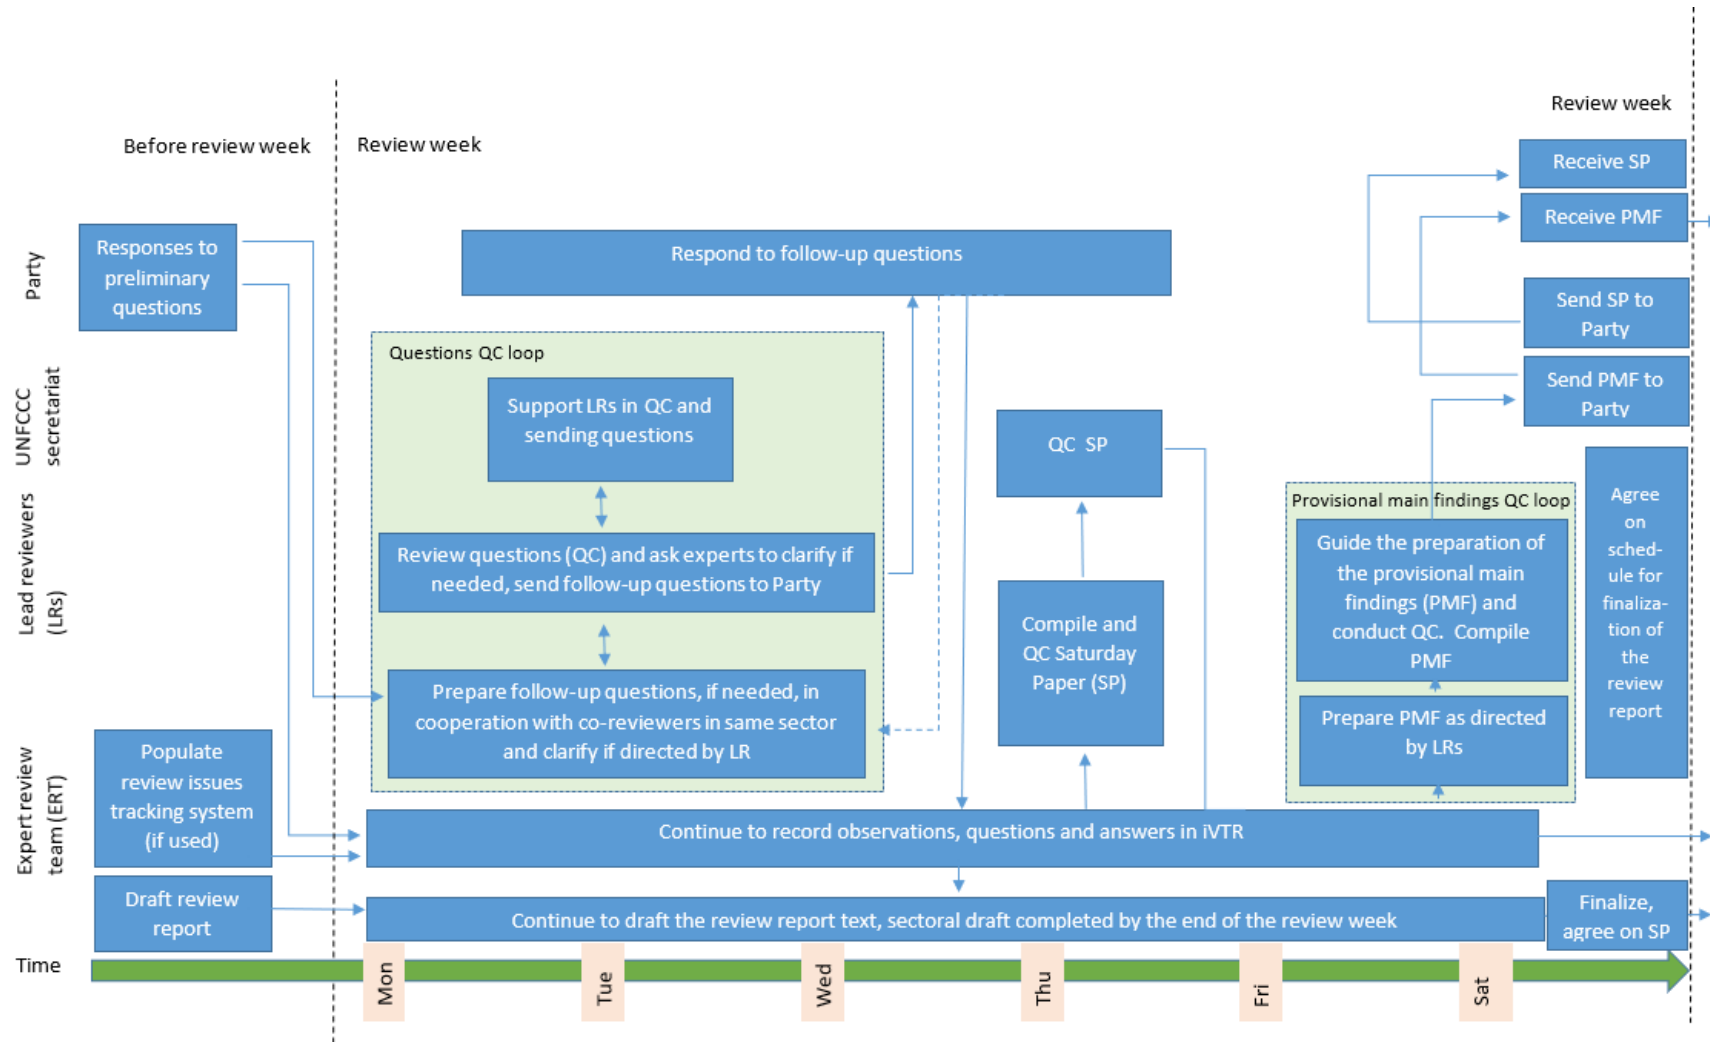 Review week
Before review week
Review week
Receive SP
Receive PMF
Party
Responses to
preliminary
questions
Respond to follow-up questions
Send SP to
Party
Send PMF to
Party
UNFCCC
secretariat
Questions QC loop
Support LRs in QC and
sending questions
QC SP
Lead reviewers
(LRs)
Review questions (QC) and ask experts to clarify if
needed, send follow-up questions to Party
Compile and
QC Saturday
Paper (SP)
Provisional main findings QC loop
Guide the preparation of
the provisional main
findings (PMF) and
conduct QC. Compile
PMF
Agree
on
sched-
ule for
finaliza-
tion of
the
review
report
Prepare follow-up questions, if needed, in
cooperation with co-reviewers in same sector
and clarify if directed by LR
Prepare PMF as directed
by LRs
Expert review
team (ERT)
Populate
review issues
tracking system
(if used)
Continue to record observations, questions and answers in iVTR
Draft review
report
Continue to draft the review report text, sectoral draft completed by the end of the review week
Finalize,
agree on SP
Time
Mon
Tue
Wed
Thu
Fri
Sat